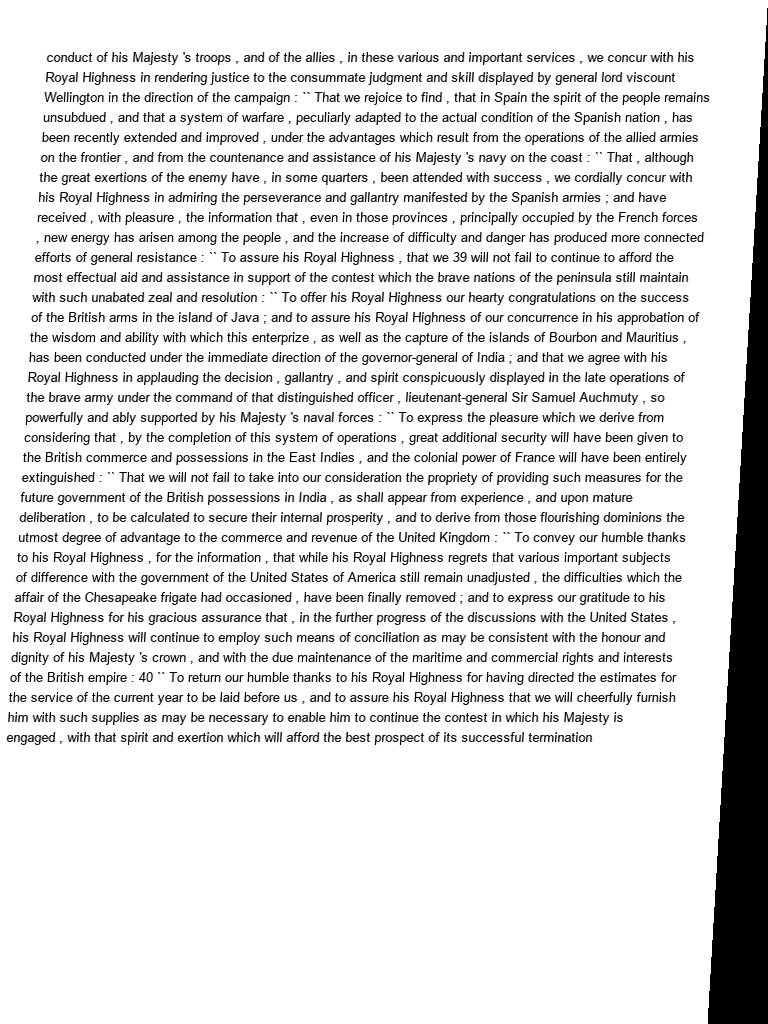 conduct of his Majesty 's troops , and of the allies , in these various and important services , we concur with his
Royal Highness in rendering justice to the consummate judgment and skill displayed by general lord viscount
Wellington in the direction of the campaign : `` That we rejoice to find , that in Spain the spirit of the people remains
unsubdued , and that a system of warfare , peculiarly adapted to the actual condition of the Spanish nation , has
been recently extended and improved , under the advantages which result from the operations of the allied armies
on the frontier , and from the countenance and assistance of his Majesty 's navy on the coast : `` That , although
the great exertions of the enemy have , in some quarters , been attended with success , we cordially concur with
his Royal Highness in admiring the perseverance and gallantry manifested by the Spanish armies ; and have
received , with pleasure , the information that , even in those provinces , principally occupied by the French forces
, new energy has arisen among the people , and the increase of difficulty and danger has produced more connected
efforts of general resistance : `` To assure his Royal Highness , that we 39 will not fail to continue to afford the
most effectual aid and assistance in support of the contest which the brave nations of the peninsula still maintain
with such unabated zeal and resolution : `` To offer his Royal Highness our hearty congratulations on the success
of the British arms in the island of Java ; and to assure his Royal Highness of our concurrence in his approbation of
the wisdom and ability with which this enterprize , as well as the capture of the islands of Bourbon and Mauritius ,
has been conducted under the immediate direction of the governor-general of India ; and that we agree with his
Royal Highness in applauding the decision , gallantry , and spirit conspicuously displayed in the late operations of
the brave army under the command of that distinguished officer , lieutenant-general Sir Samuel Auchmuty , so
powerfully and ably supported by his Majesty 's naval forces : `` To express the pleasure which we derive from
considering that , by the completion of this system of operations , great additional security will have been given to
the British commerce and possessions in the East Indies , and the colonial power of France will have been entirely
extinguished : `` That we will not fail to take into our consideration the propriety of providing such measures for the
future government of the British possessions in India , as shall appear from experience , and upon mature
deliberation , to be calculated to secure their internal prosperity , and to derive from those flourishing dominions the
utmost degree of advantage to the commerce and revenue of the United Kingdom : `` To convey our humble thanks
to his Royal Highness , for the information , that while his Royal Highness regrets that various important subjects
of difference with the government of the United States of America still remain unadjusted , the difficulties which the
affair of the Chesapeake frigate had occasioned , have been finally removed ; and to express our gratitude to his
Royal Highness for his gracious assurance that , in the further progress of the discussions with the United States ,
his Royal Highness will continue to employ such means of conciliation as may be consistent with the honour and
dignity of his Majesty 's crown , and with the due maintenance of the maritime and commercial rights and interests
of the British empire : 40 `` To return our humble thanks to his Royal Highness for having directed the estimates for
the service of the current year to be laid before us , and to assure his Royal Highness that we will cheerfully furnish
him with such supplies as may be necessary to enable him to continue the contest in which his Majesty is
engaged , with that spirit and exertion which will afford the best prospect of its successful termination